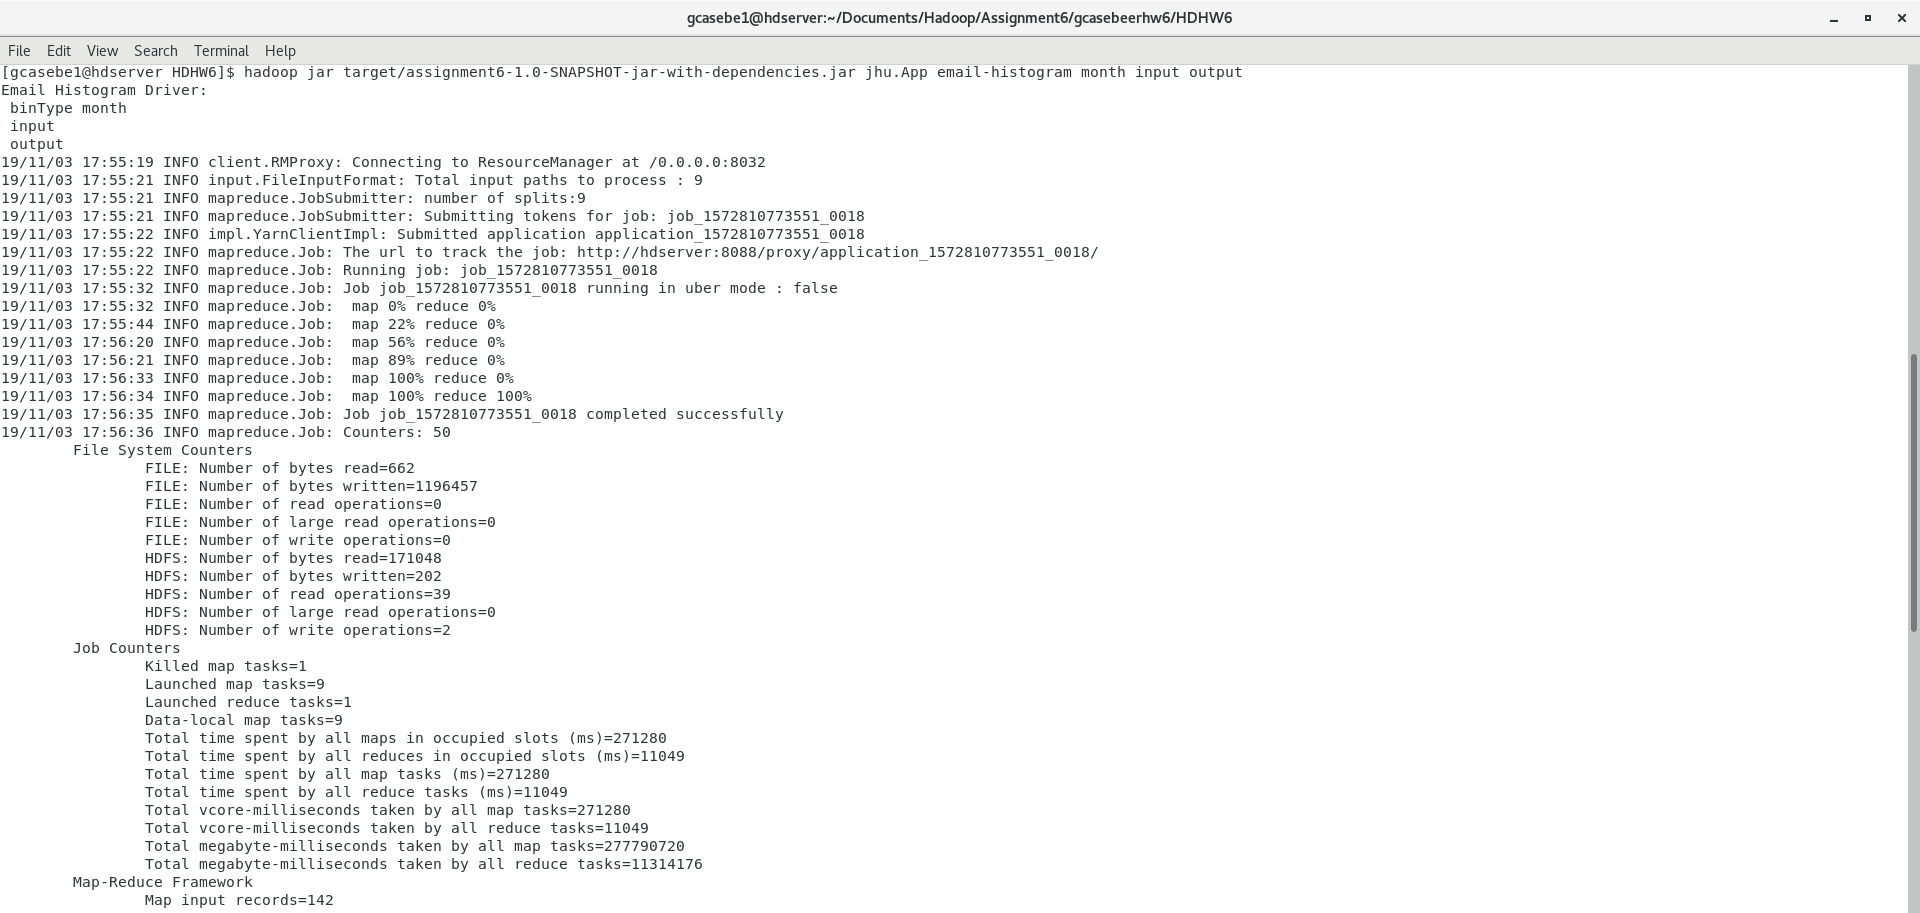 gcasebe1@hdserver:~/Documents/Hadoop/Assignment6/gcasebeerhw6/HDHW6
File Edit View Search Terminal Help
[gcasebe1@hdserver HDHW6]$ hadoop jar target/assignment6-1.0-SNAPSHOT-jar-with-dependencies.jar jhu.App email-histogram month input output
Email Histogram Driver:
 binType month
 input
 output
19/11/03 17:55:19 INFO client.RMProxy: Connecting to ResourceManager at /0.0.0.0:8032
19/11/03 17:55:21 INFO input.FileInputFormat: Total input paths to process : 9
19/11/03 17:55:21 INFO mapreduce.JobSubmitter: number of splits:9
19/11/03 17:55:21 INFO mapreduce.JobSubmitter: Submitting tokens for job: job_1572810773551_0018
19/11/03 17:55:22 INFO impl.YarnClientImpl: Submitted application application_1572810773551_0018
19/11/03 17:55:22 INFO mapreduce.Job: The url to track the job: http://hdserver:8088/proxy/application_1572810773551_0018/
19/11/03 17:55:22 INFO mapreduce.Job: Running job: job_1572810773551_0018
19/11/03 17:55:32 INFO mapreduce.Job: Job job_1572810773551_0018 running in uber mode : false
19/11/03 17:55:32 INFO mapreduce.Job:  map 0% reduce 0%
19/11/03 17:55:44 INFO mapreduce.Job:  map 22% reduce 0%
19/11/03 17:56:20 INFO mapreduce.Job:  map 56% reduce 0%
19/11/03 17:56:21 INFO mapreduce.Job:  map 89% reduce 0%
19/11/03 17:56:33 INFO mapreduce.Job:  map 100% reduce 0%
19/11/03 17:56:34 INFO mapreduce.Job:  map 100% reduce 100%
19/11/03 17:56:35 INFO mapreduce.Job: Job job_1572810773551_0018 completed successfully
19/11/03 17:56:36 INFO mapreduce.Job: Counters: 50
File System Counters
FILE: Number of bytes read=662
FILE: Number of bytes written=1196457
FILE: Number of read operations=0
FILE: Number of large read operations=0
FILE: Number of write operations=0
HDFS: Number of bytes read=171048
HDFS: Number of bytes written=202
HDFS: Number of read operations=39
HDFS: Number of large read operations=0
HDFS: Number of write operations=2
Job Counters
Killed map tasks=1
Launched map tasks=9
Launched reduce tasks=1
Data-local map tasks=9
Total time spent by all maps in occupied slots (ms)=271280
Total time spent by all reduces in occupied slots (ms)=11049
Total time spent by all map tasks (ms)=271280
Total time spent by all reduce tasks (ms)=11049
Total vcore-milliseconds taken by all map tasks=271280
Total vcore-milliseconds taken by all reduce tasks=11049
Total megabyte-milliseconds taken by all map tasks=277790720
Total megabyte-milliseconds taken by all reduce tasks=11314176
Map-Reduce Framework
Map input records=142